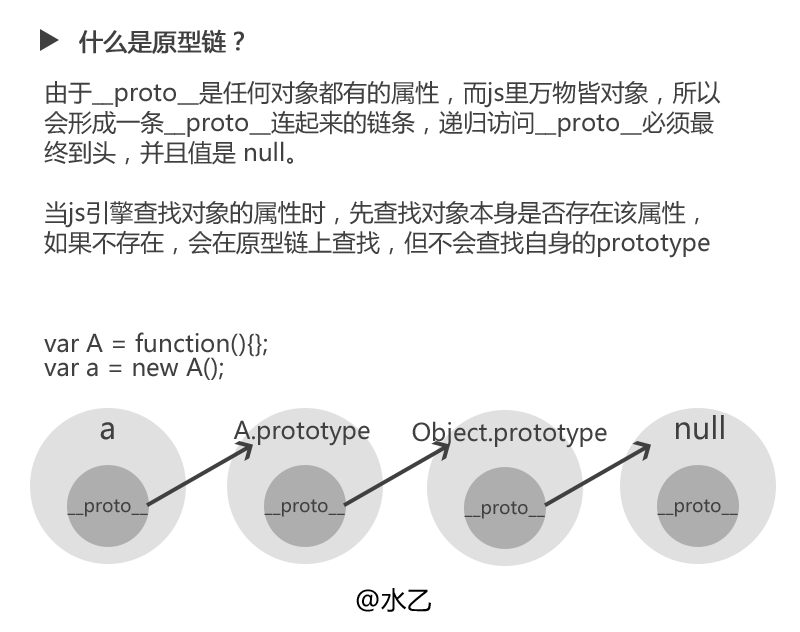 什么是原型链？
由于__proto__是任何对象都有的属性，而js里万物皆对象，所以
会形成一条__proto__连起来的链条，递归访问__proto__必须最
终到头，并且值是 null。
当js引擎查找对象的属性时，先查找对象本身是否存在该属性，
如果不存在，会在原型链上查找，但不会查找自身的prototype
var A = function(){};
var a = new A();
a
A.prototype
Object.prototype
null
__proto__
__proto__
__proto__
__proto__
@水乙